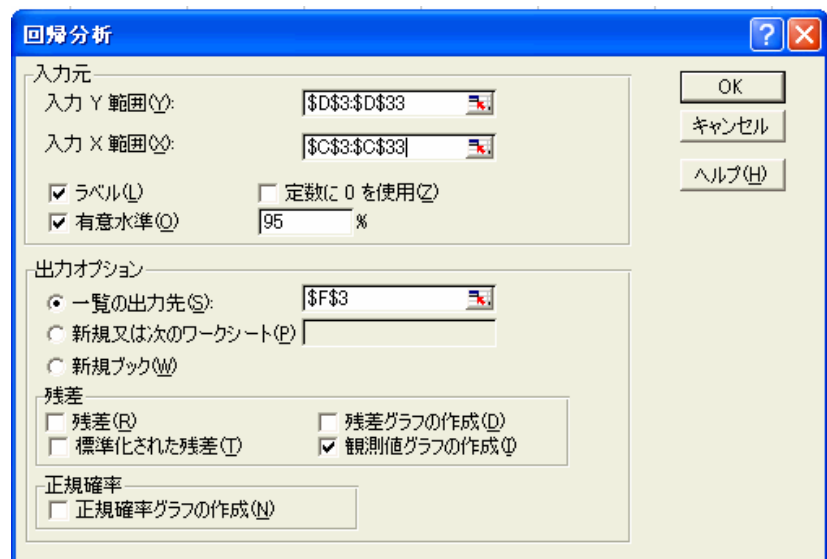 回帰分析
入力元
入力 Y 範囲(Y): $D$3:$D$33
入力 X 範囲(X): $C$3:$C$33
ラベル(L) 定数に 0 を使用(Z)
有意水準(O) 95 %
OK
キャンセル
ヘルプ(H)
出力オプション
一覧の出力先(S): $F$3
新規又は次のワークシート(P)
新規ブック(W)
残差
残差(R) 残差グラフの作成(D)
標準化された残差(T) 観測値グラフの作成(I)
正規確率
正規確率グラフの作成(N)